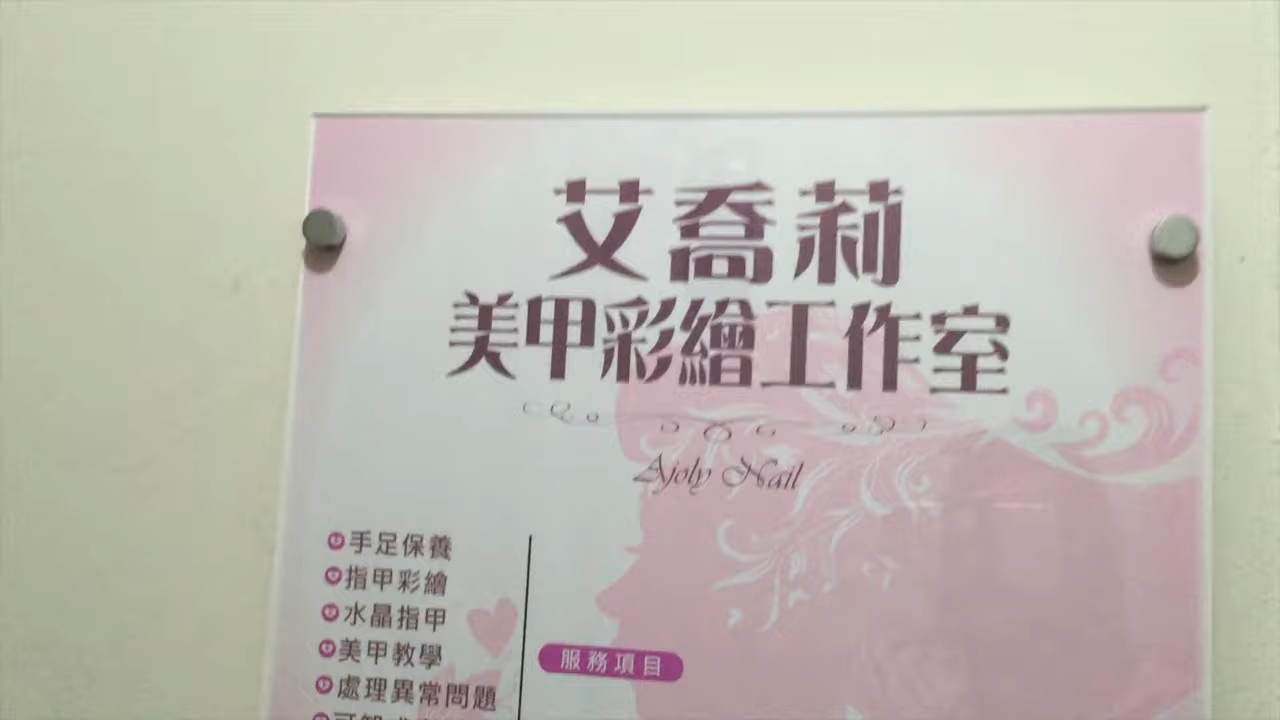 艾喬莉
美甲彩繪工作室
Ajoly Nail
手足保養
指甲彩繪
水晶指甲
美甲教學
處理異常問題
服務項目